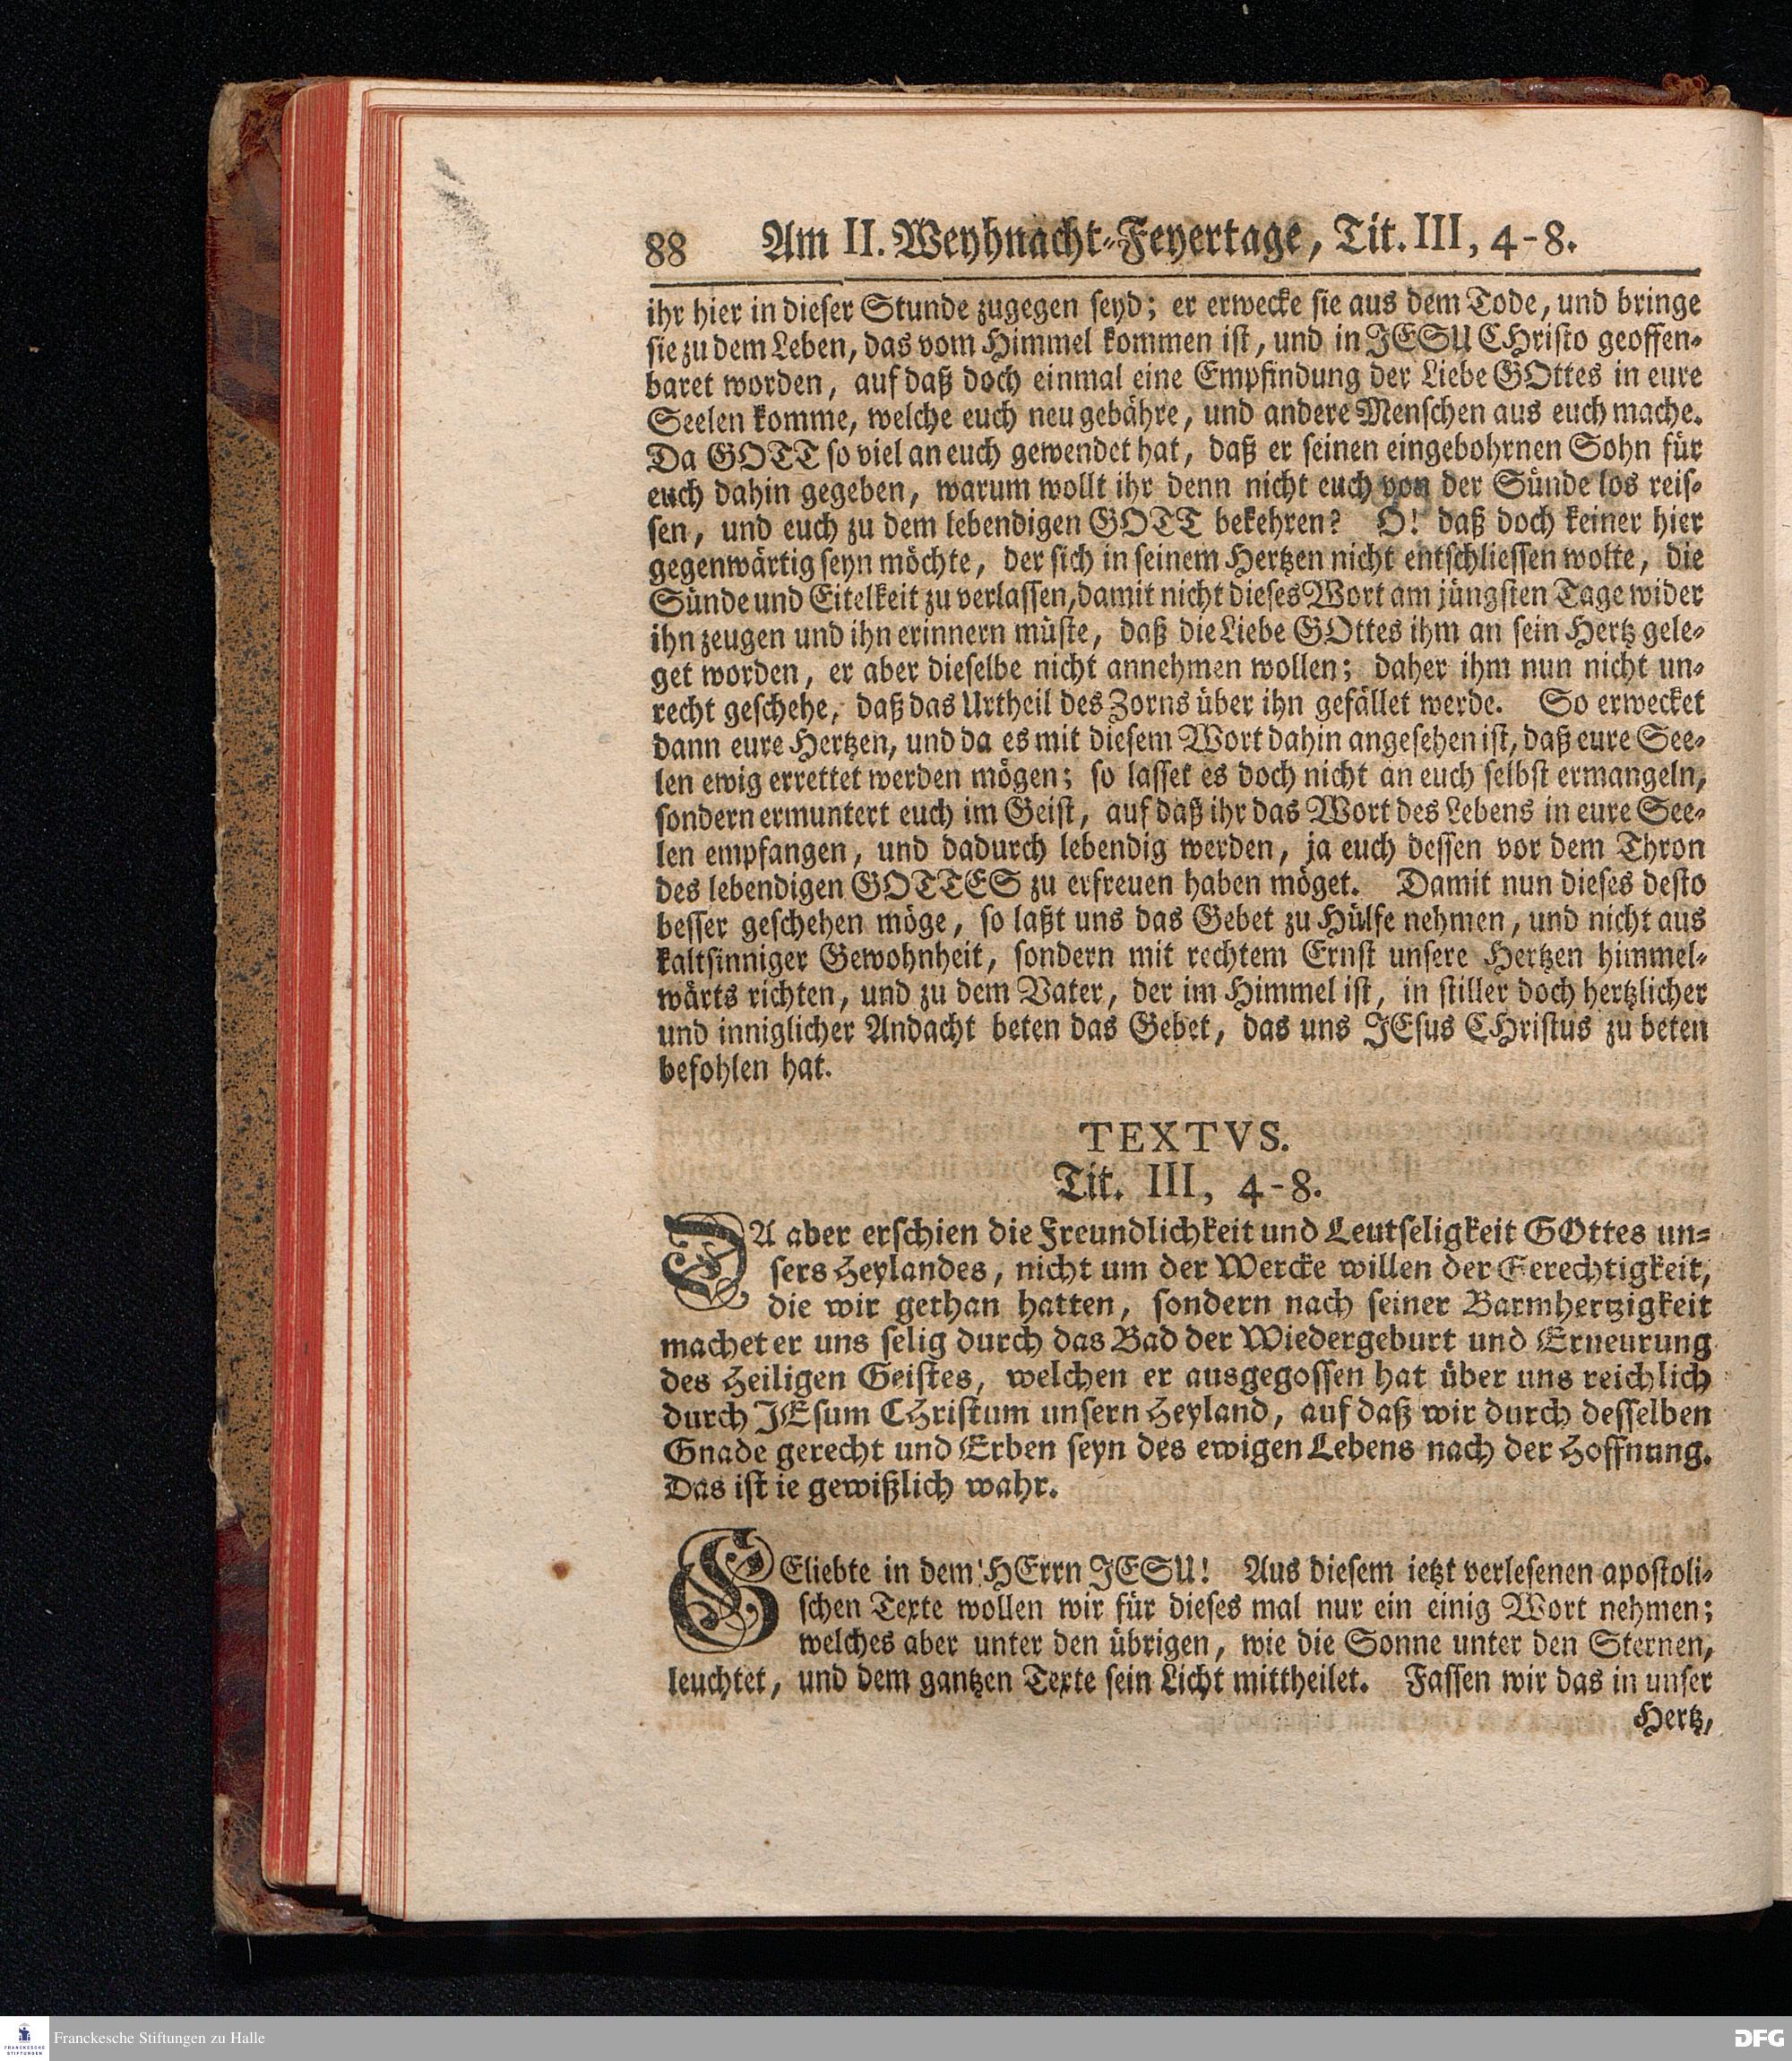 88 Am II. Weyhnacht-Feyertage, Tit. III, 4-8.
ihr hier in dieser Stunde zugegen seyd; er erwecke sie aus dem Tode, und bringe
sie zu dem Leben, das vom Himmel kommen ist, und in JESU CHristo geoffen-
baret worden, auf daß doch einmal eine Empfindung der Liebe GOttes in eure
Seelen komme, welche euch neu gebähre, und andere Menschen aus euch mache.
Da GOTT so viel an euch gewendet hat, daß er seinen eingebohrnen Sohn für
euch dahin gegeben, warum wollt ihr denn nicht euch von der Sünde los reis-
sen, und euch zu dem lebendigen GOTT bekehren? O! daß doch keiner hier
gegenwärtig seyn möchte, der sich in seinem Hertzen nicht entschliessen wolte, die
Sünde und Eitelkeit zu verlassen, damit nicht dieses Wort am jüngsten Tage wider
ihn zeugen und ihn erinnern müste, daß die Liebe GOttes ihm an sein Hertz gele-
get worden, er aber dieselbe nicht annehmen wollen; daher ihm nun nicht un-
recht geschehe, daß das Urtheil des Zorns über ihn gefället werde. So erwecket
dann eure Hertzen, und da es mit diesem Wort dahin angesehen ist, daß eure See-
len ewig errettet werden mögen; so lasset es doch nicht an euch selbst ermangeln,
sondern ermuntert euch im Geist, auf daß ihr das Wort des Lebens in eure See-
len empfangen, und dadurch lebendig werden, ja euch dessen vor dem Thron
des lebendigen GOTTES zu erfreuen haben möget. Damit nun dieses desto
besser geschehen möge, so laßt uns das Gebet zu Hülfe nehmen, und nicht aus
kaltsinniger Gewohnheit, sondern mit rechtem Ernst unsere Hertzen himmel-
wärts richten, und zu dem Vater, der im Himmel ist, in stiller doch hertzlicher
und inniglicher Andacht beten das Gebet, das uns JEsus CHristus zu beten
befohlen hat.
TEXTVS.
Tit. III, 4-8.
DA aber erschien die Freundlichkeit und Leutseligkeit GOttes un-
sers Heylandes, nicht um der Wercke willen der Gerechtigkeit,
die wir gethan hatten, sondern nach seiner Barmhertzigkeit
machet er uns selig durch das Bad der Wiedergeburt und Erneurung
des Heiligen Geistes, welchen er ausgegossen hat über uns reichlich
durch JEsum CHristum unsern Heyland, auf daß wir durch desselben
Gnade gerecht und Erben seyn des ewigen Lebens nach der Hoffnung.
Das ist ie gewißlich wahr.
GEliebte in dem HErrn JESU! Aus diesem ietzt verlesenen apostoli-
schen Texte wollen wir für dieses mal nur ein einig Wort nehmen;
welches aber unter den übrigen, wie die Sonne unter den Sternen,
leuchtet, und dem gantzen Texte sein Licht mittheilet. Fassen wir das in unser
Hertz,
FRANCKESCHE
STIFTUNGEN
Franckesche Stiftungen zu Halle
DFG